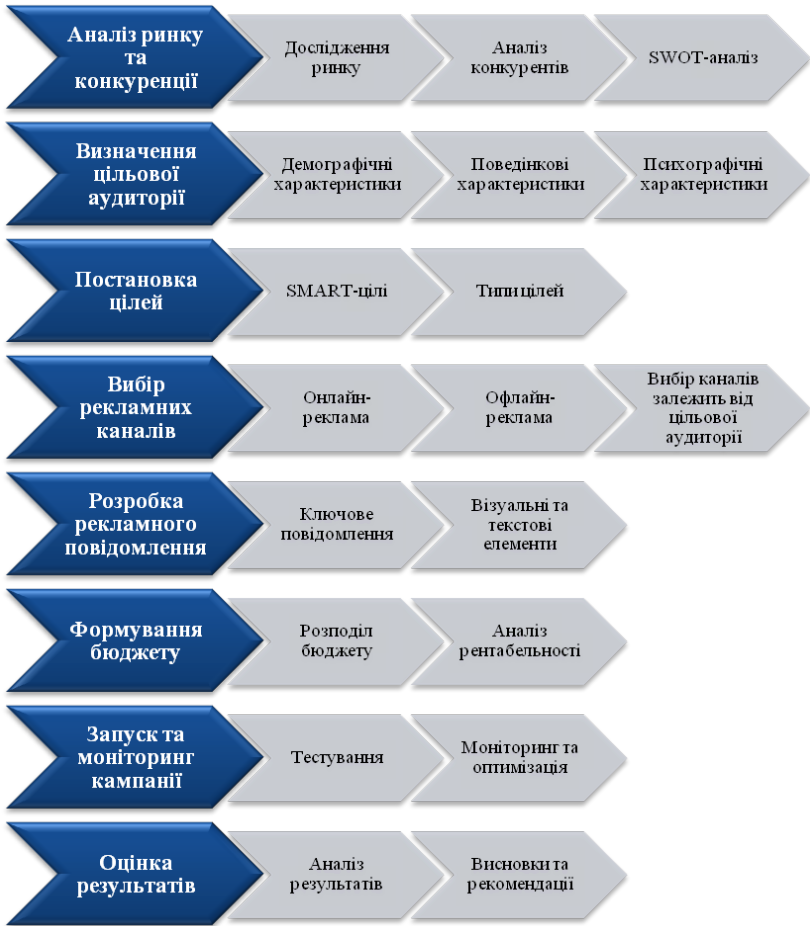 Аналіз ринку
та
конкуренції
Дослідження
ринку
Аналіз
конкурентів
SWOT-аналіз
Визначення
цільової
аудиторії
Демографічні
характеристики
Поведінкові
характеристики
Психографічні
характеристики
Постановка
цілей
SMART-цілі
Типи цілей
Вибір
рекламних
каналів
Онлайн-
реклама
Офлайн-
реклама
Вибір каналів
залежить від
цільової
аудиторії
Розробка
рекламного
повідомлення
Ключове
повідомлення
Візуальні та
текстові
елементи
Формування
бюджету
Розподіл
бюджету
Аналіз
рентабельності
Запуск та
моніторинг
кампанії
Тестування
Моніторинг та
оптимізація
Оцінка
результатів
Аналіз
результатів
Висновки та
рекомендації